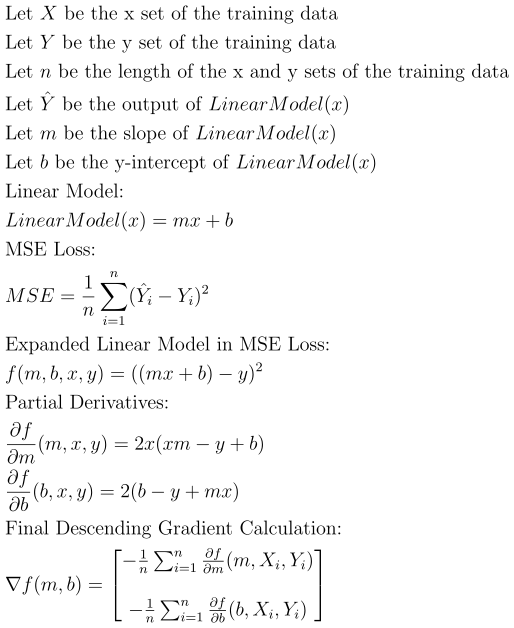 Let X be the x set of the training data
Let Y be the y set of the training data
Let n be the length of the x and y sets of the training data
Let Ŷ be the output of LinearModel(x)
Let m be the slope of LinearModel(x)
Let b be the y-intercept of LinearModel(x)
Linear Model:
LinearModel(x) = mx + b
MSE Loss:
MSE = \frac{1}{n} \sum_{i=1}^{n} (\hat{Y}_i - Y_i)^2
Expanded Linear Model in MSE Loss:
f(m, b, x, y) = ((mx + b) - y)^2
Partial Derivatives:
\frac{\partial f}{\partial m}(m, x, y) = 2x(xm - y + b)
\frac{\partial f}{\partial b}(b, x, y) = 2(b - y + mx)
Final Descending Gradient Calculation:
\nabla f(m, b) = \begin{bmatrix} -\frac{1}{n} \sum_{i=1}^{n} \frac{\partial f}{\partial m}(m, X_i, Y_i) \\ -\frac{1}{n} \sum_{i=1}^{n} \frac{\partial f}{\partial b}(b, X_i, Y_i) \end{bmatrix}